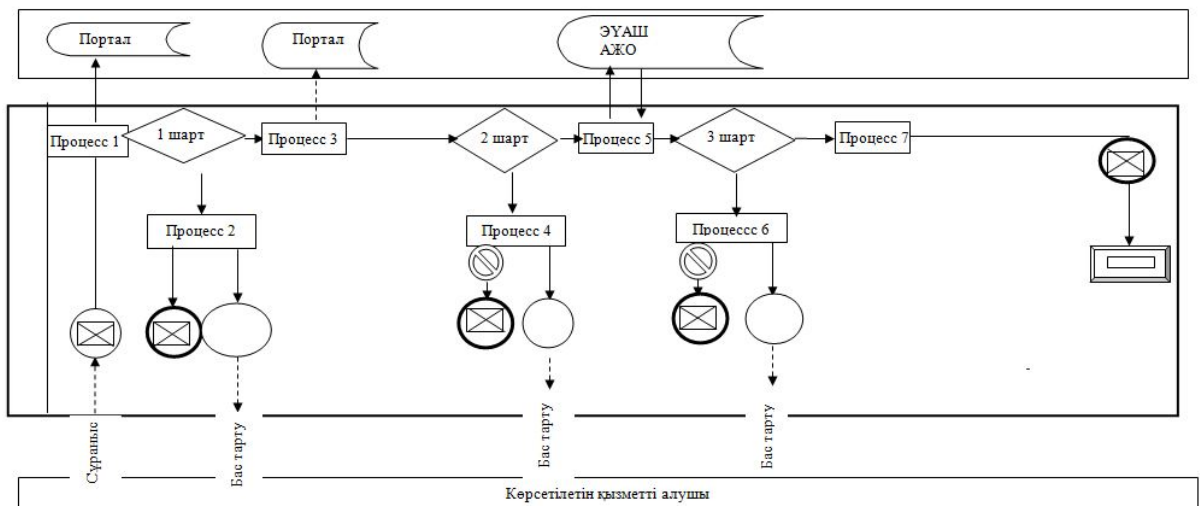 Портал
Портал
ЭҮАШ
АЖО
Процесс 1
1 шарт
Процесс 3
2 шарт
Процесс 5
3 шарт
Процесс 7
Процесс 2
Процесс 4
Процессс 6
Сұраныс
Бас тарту
Бас тарту
Бас тарту
Көрсетілетін қызметті алушы